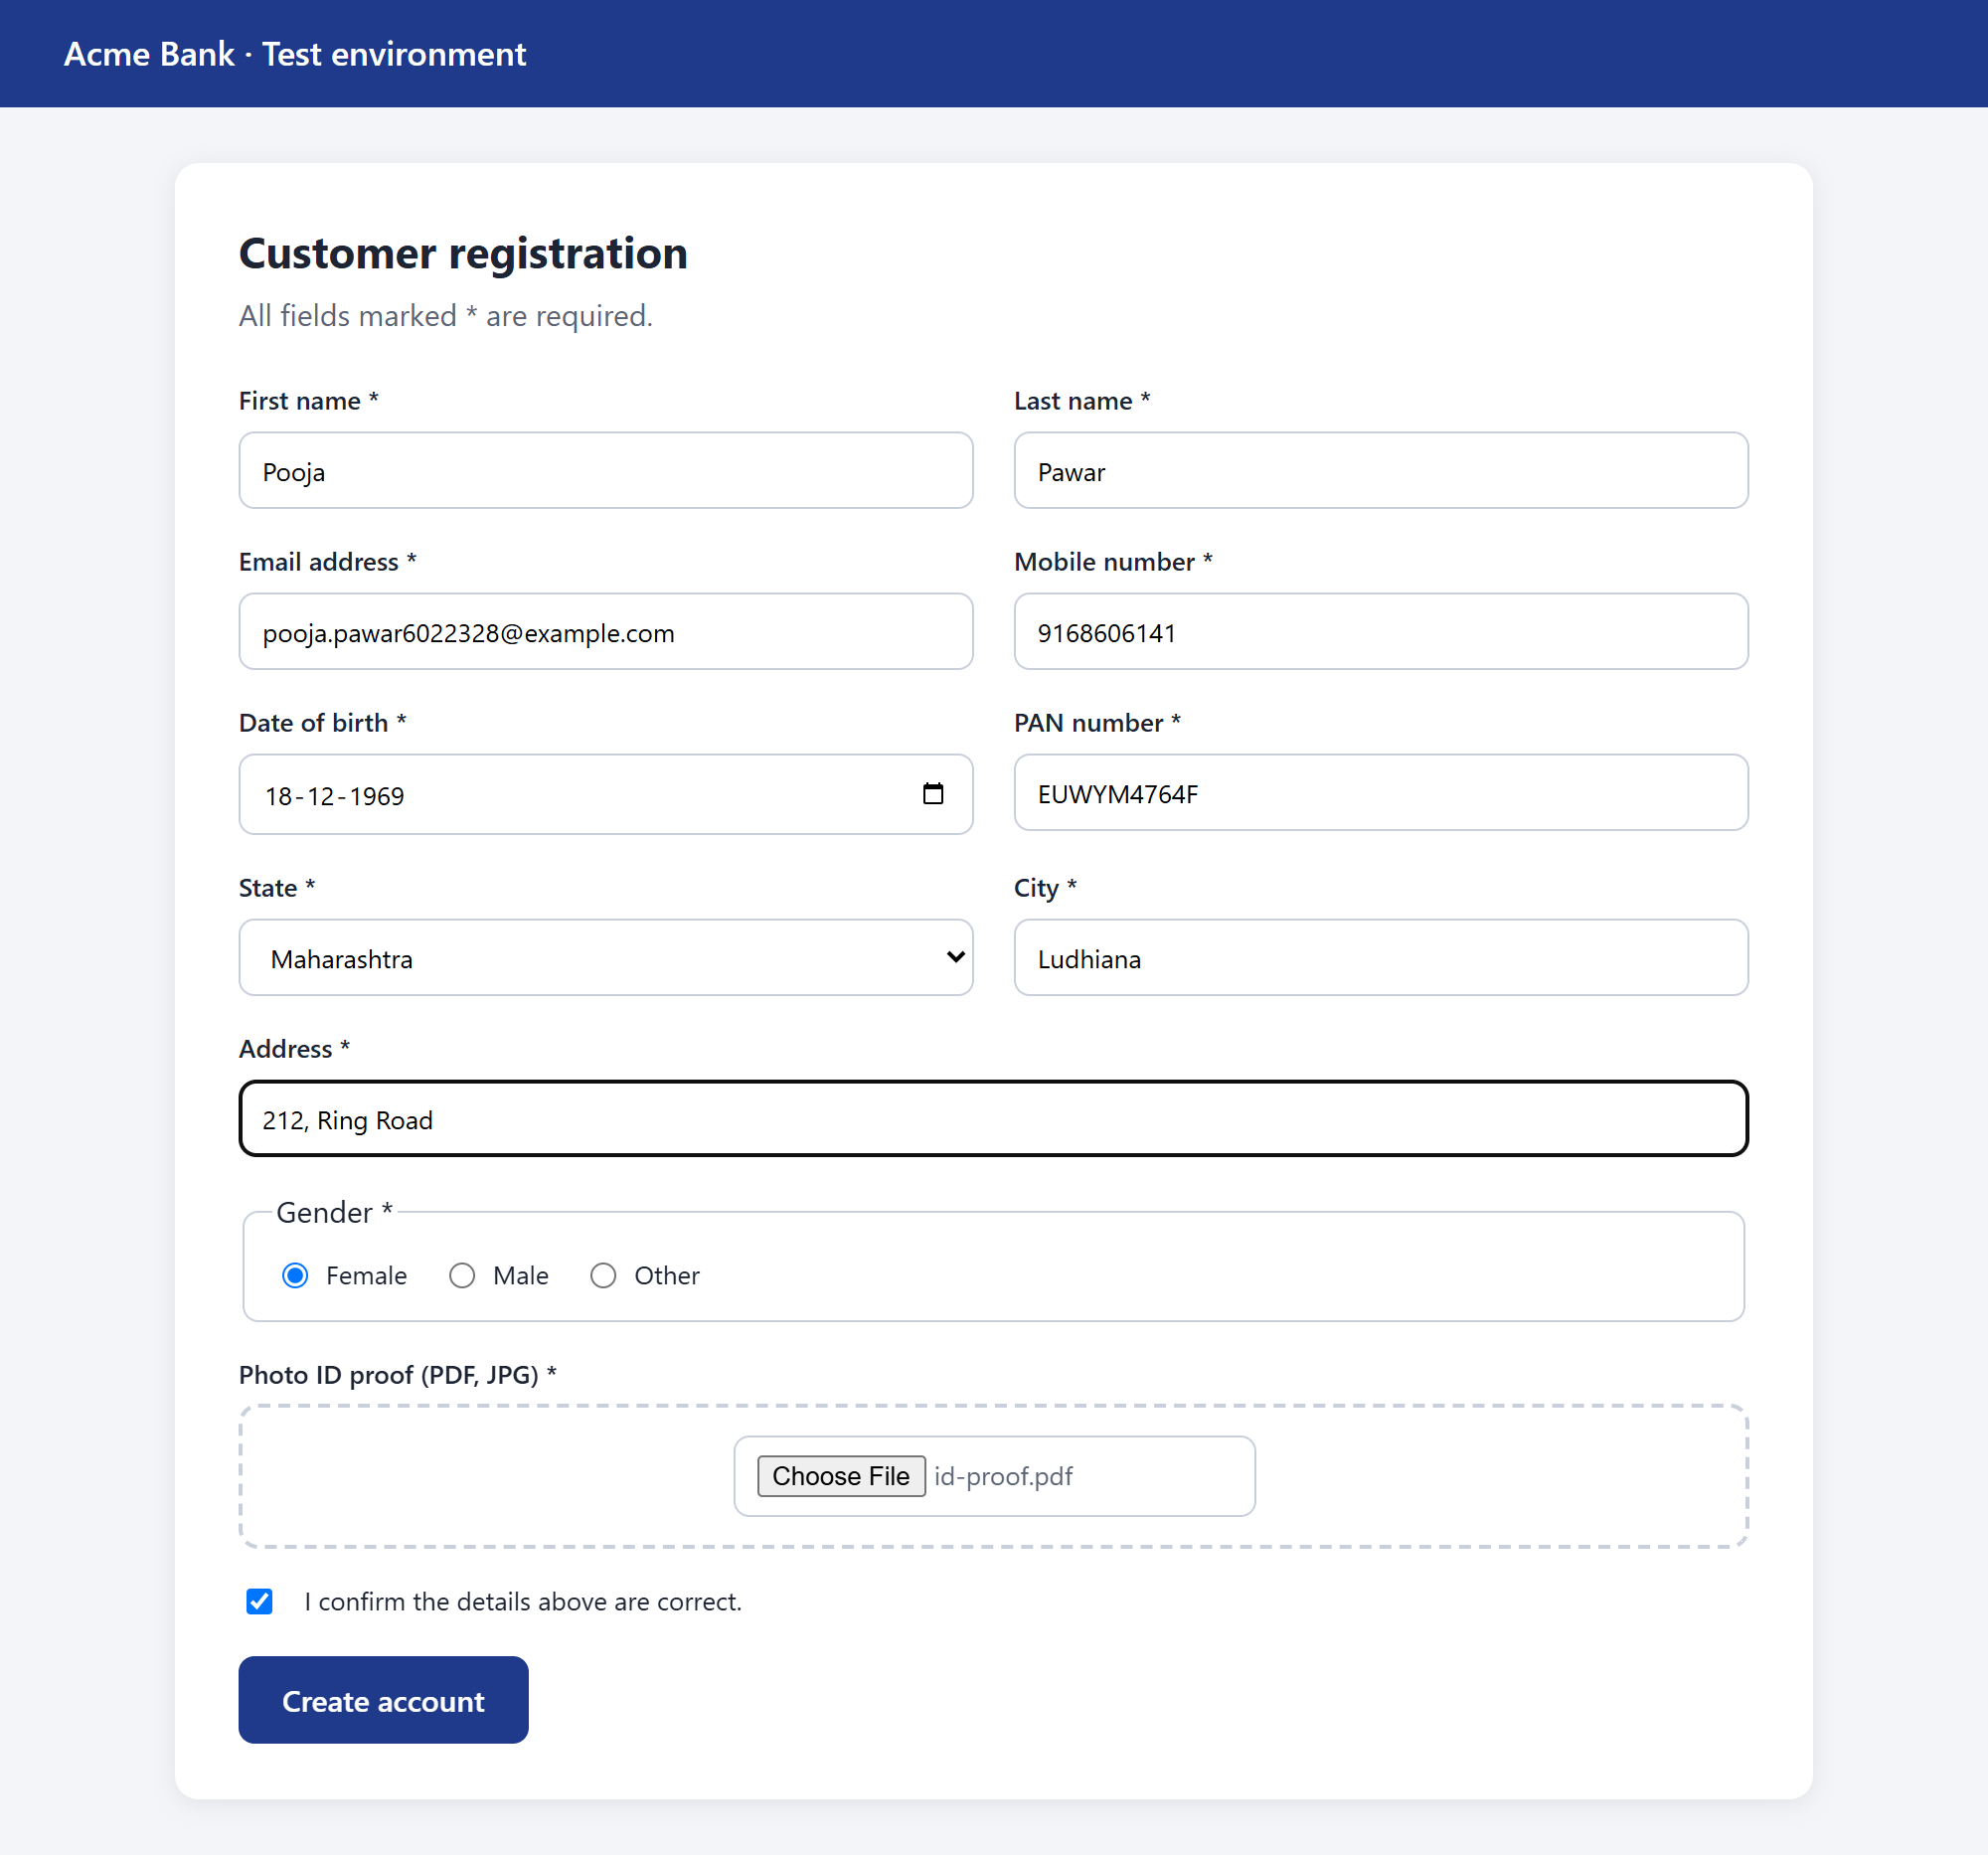 Acme Bank · Test environment
Customer registration
All fields marked * are required.
First name *
Last name *
Pooja
Pawar
Email address *
Mobile number *
pooja.pawar6022328@example.com
9168606141
Date of birth *
PAN number *
18-12-1969
EUWYM4764F
State *
City *
Maharashtra
Ludhiana
Address *
212, Ring Road
Gender *
Female Male Other
Photo ID proof (PDF, JPG) *
Choose File id-proof.pdf
I confirm the details above are correct.
Create account